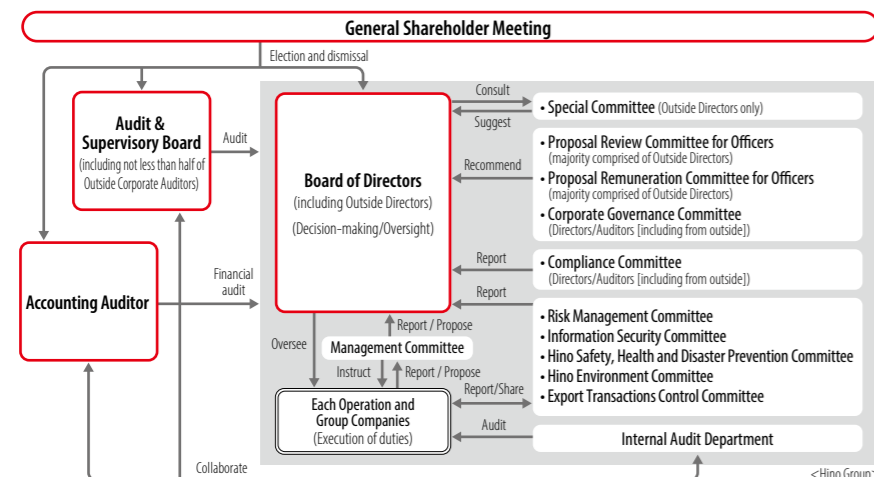 General Shareholder Meeting
Election and dismissal
Audit &
Supervisory Board
(including not less than half of
Outside Corporate Auditors)
Audit
Accounting Auditor
Financial
audit
Board of Directors
(including Outside Directors)
(Decision-making/Oversight)
Consult
Suggest
• Special Committee (Outside Directors only)
Recommend
• Proposal Review Committee for Officers
(majority comprised of Outside Directors)
• Proposal Remuneration Committee for Officers
(majority comprised of Outside Directors)
• Corporate Governance Committee
(Directors/Auditors [including from outside])
Report
• Compliance Committee
(Directors/Auditors [including from outside])
Report
• Risk Management Committee
• Information Security Committee
• Hino Safety, Health and Disaster Prevention Committee
• Hino Environment Committee
• Export Transactions Control Committee
Oversee
Report / Propose
Management Committee
Instruct
Report / Propose
Each Operation and
Group Companies
(Execution of duties)
Report/Share
Audit
Internal Audit Department
Collaborate
<Hino Group